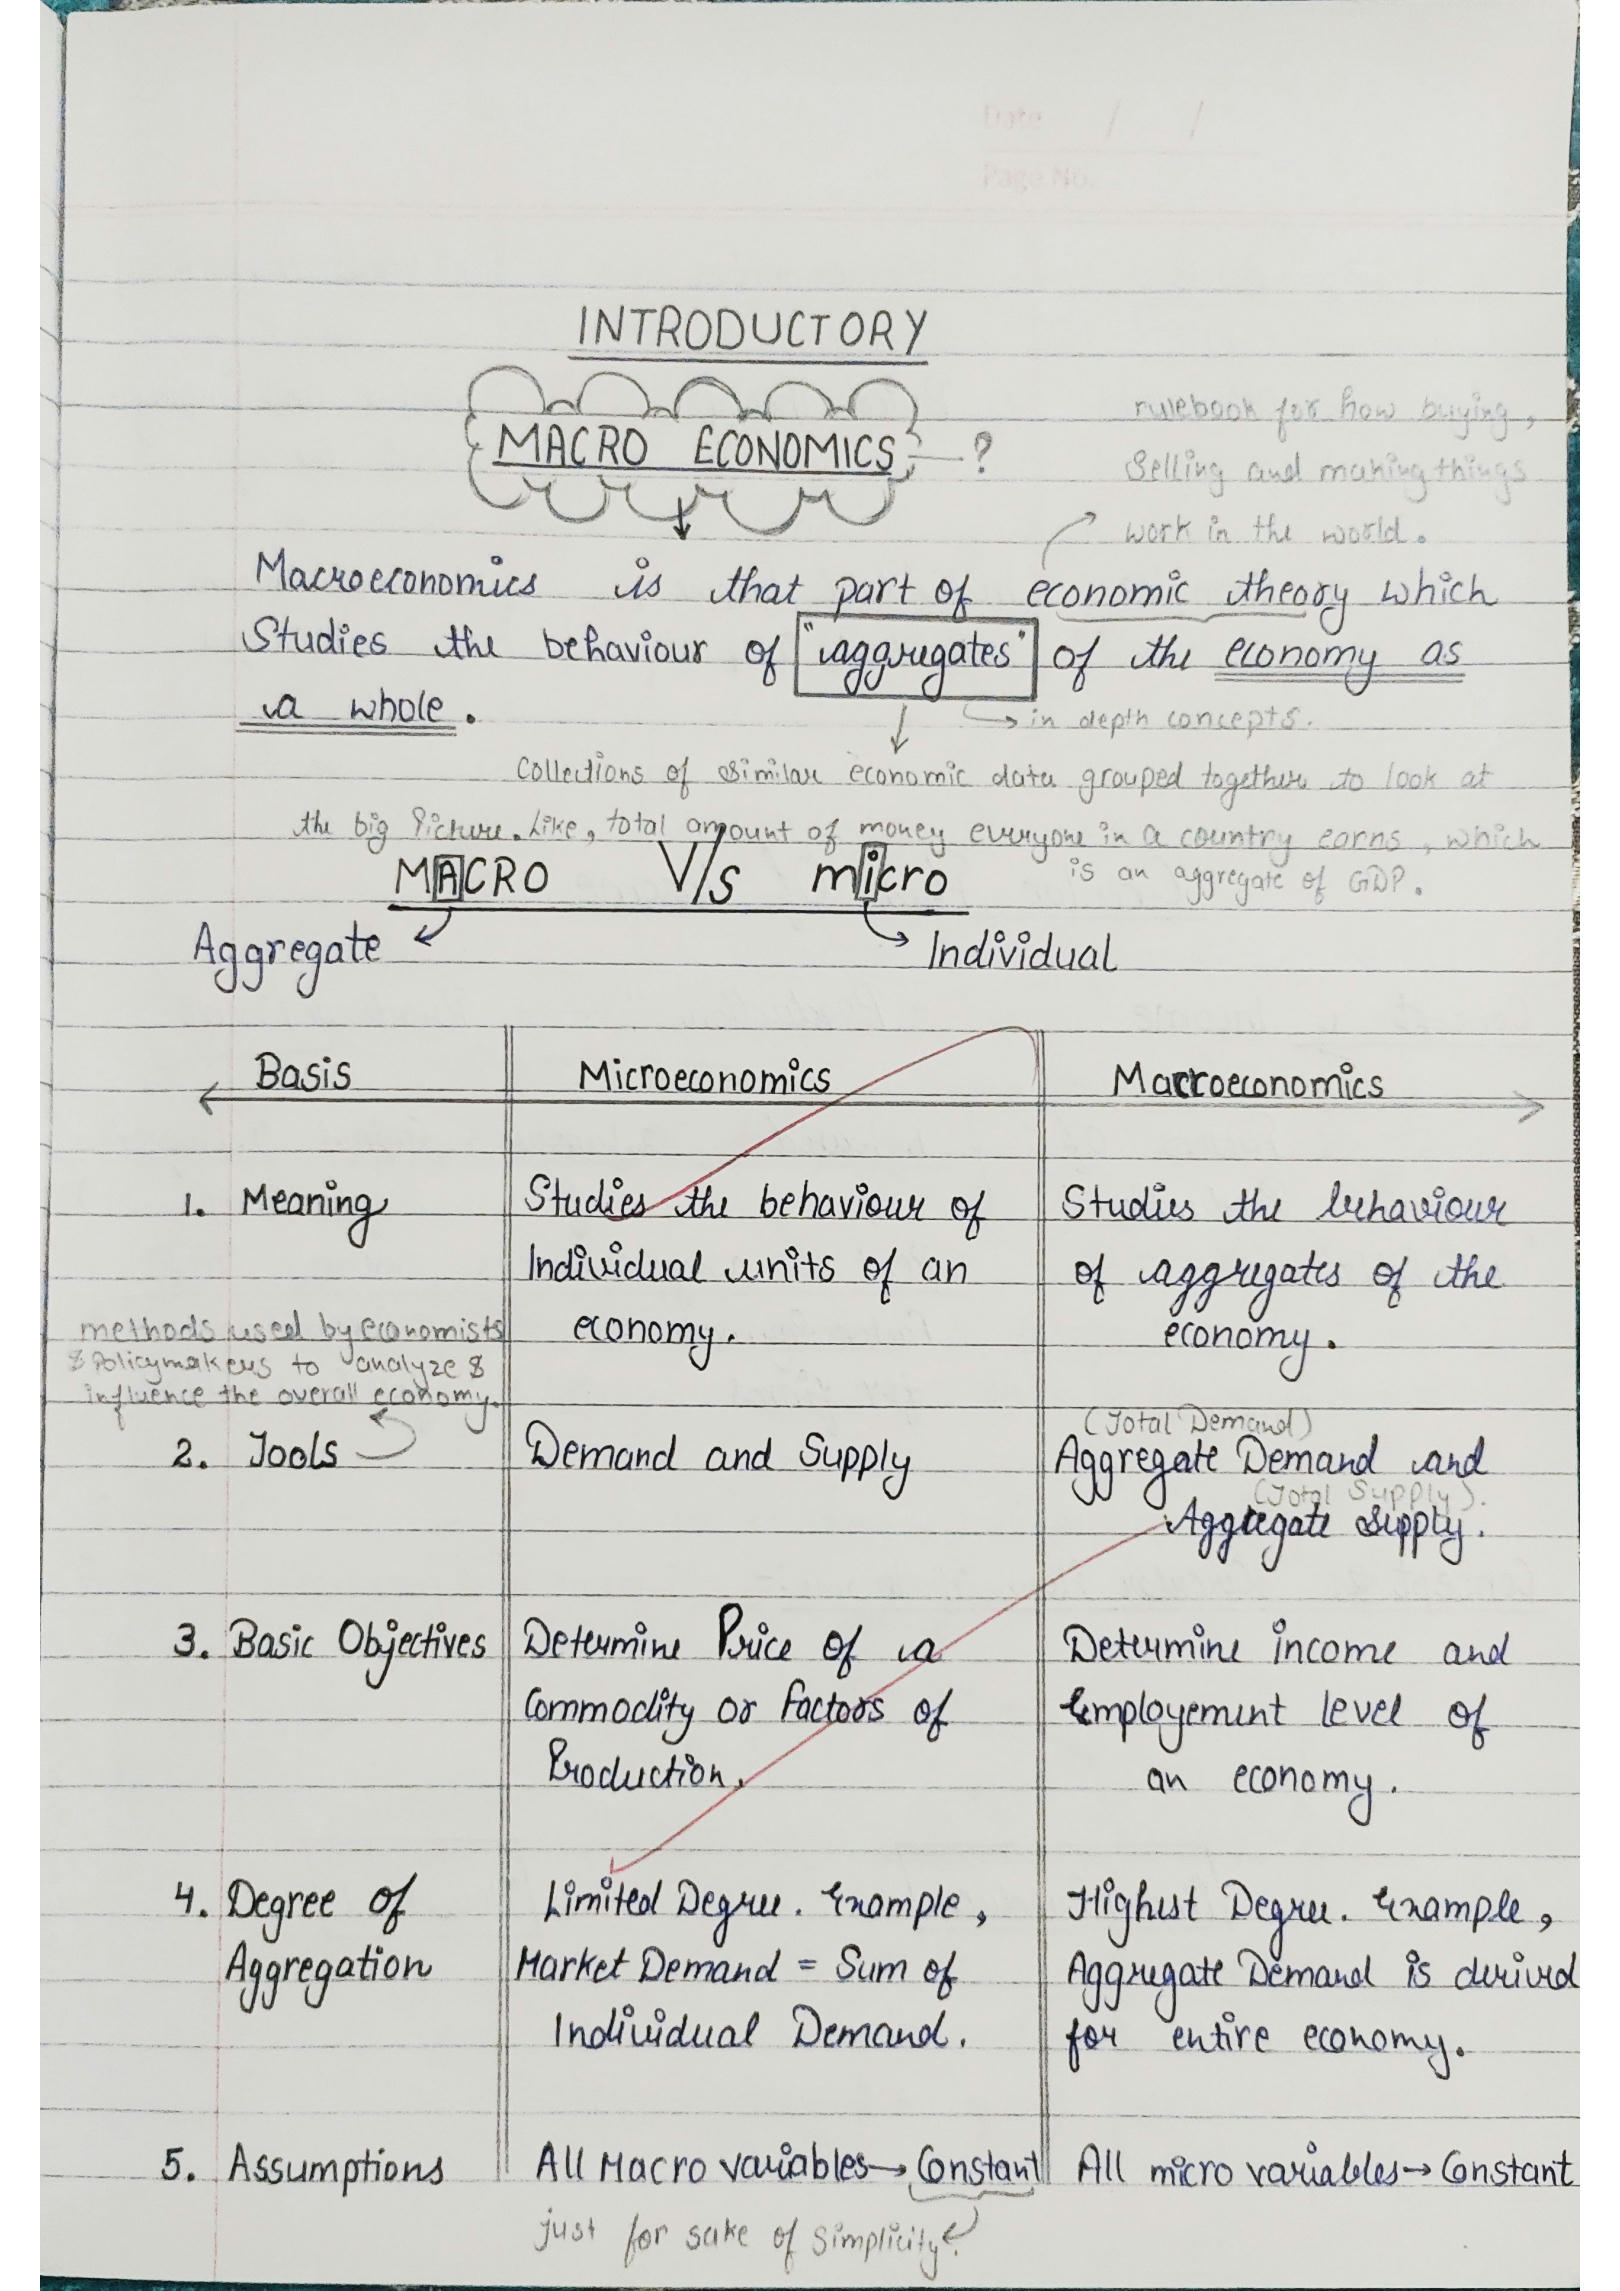 Date / /
Page No.
INTRODUCTORY
MACRO ECONOMICS — ?
rulebook for how buying,
Selling and making things
work in the world.
Macroeconomics is that part of economic theory which
Studies the behaviour of "aggregates" of the economy as
a whole.
→ in depth concepts.
Collections of similar economic data grouped together to look at
the big Picture. Like, total amount of money everyone in a country earns, which
is an aggregate of GDP.
MACRO V/s micro
Aggregate Individual
Basis Microeconomics Macroeconomics
1. Meaning Studies the behaviour of Studies the behaviour
Individual units of an of aggregates of the
economy. economy.
methods used by economists
& Policymakers to analyze &
influence the overall economy.
(Total Demand)
2. Tools Demand and Supply Aggregate Demand and
(Total Supply).
Aggregate Supply.
3. Basic Objectives Determine Price of a Determine income and
Commodity or factors of Employement level of
Production. an economy.
4. Degree of Limited Degree. Example, Highest Degree. Example,
Aggregation Market Demand = Sum of Aggregate Demand is derived
Individual Demand. for entire economy.
5. Assumptions All Macro variables → Constant All micro variables → Constant
just for sake of simplicity.